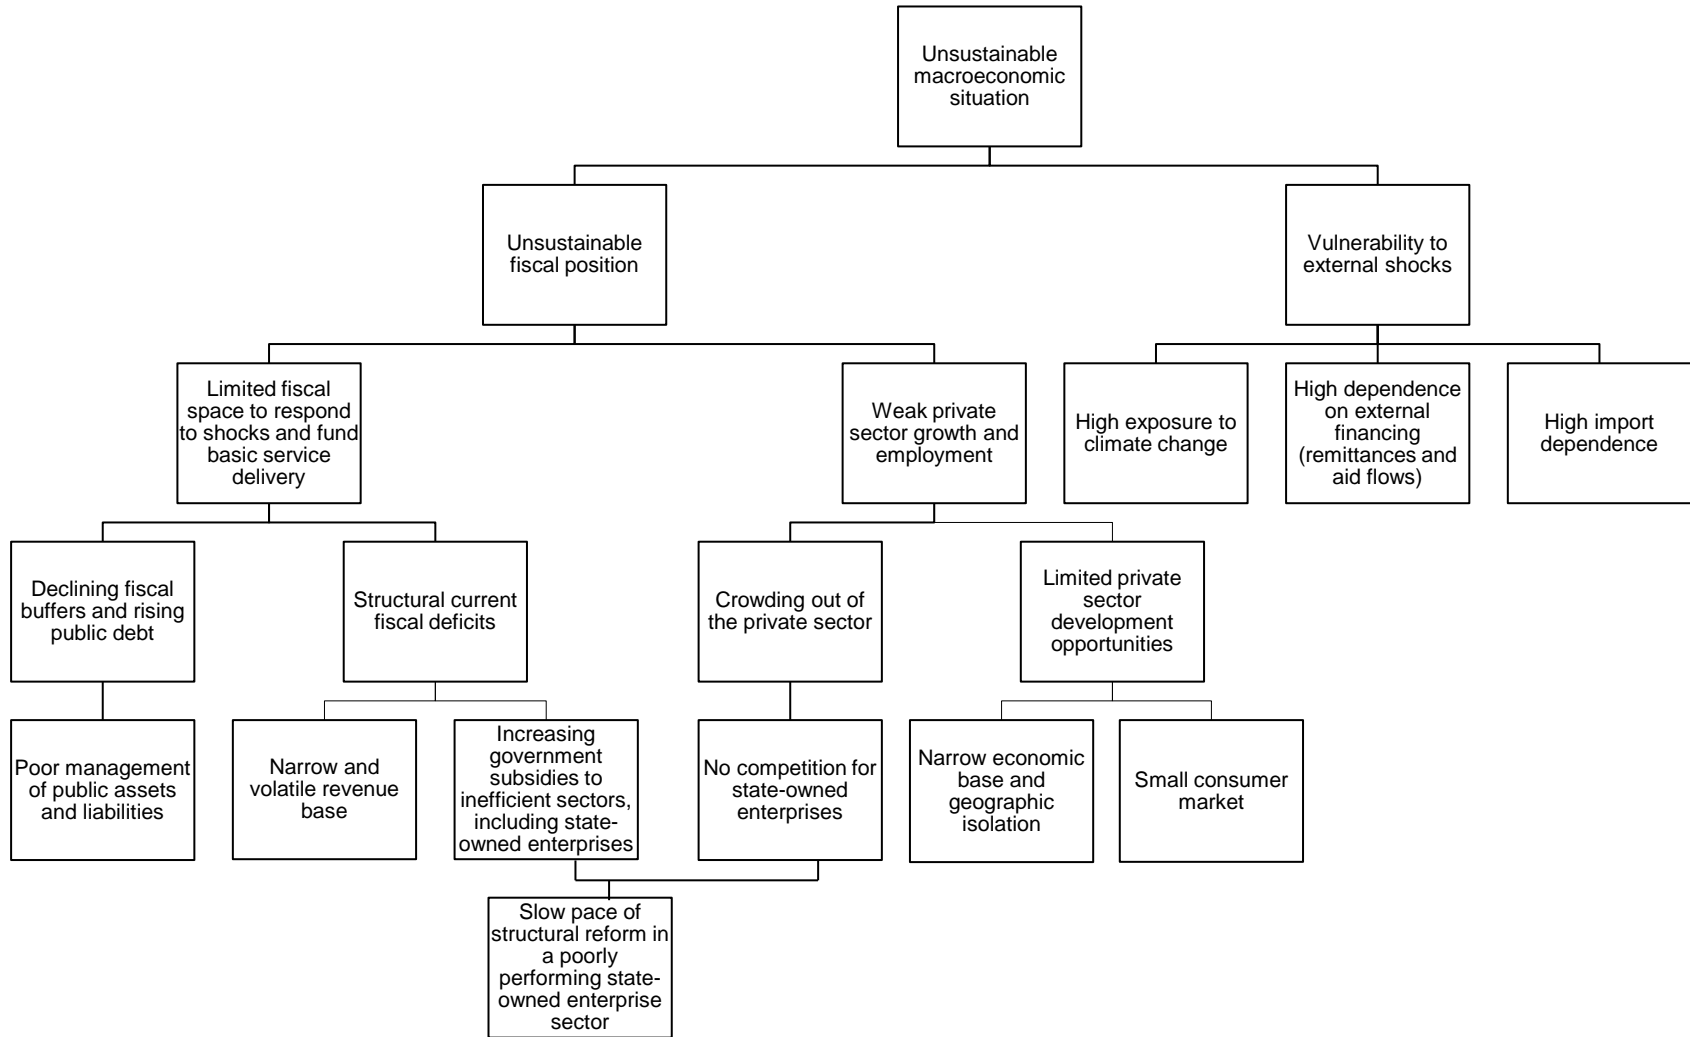 Unsustainable
macroeconomic
situation
Unsustainable
fiscal position
Vulnerability to
external shocks
Limited fiscal
space to respond
to shocks and fund
basic service
delivery
Weak private
sector growth and
employment
High exposure to
climate change
High dependence
on external
financing
(remittances and
aid flows)
High import
dependence
Declining fiscal
buffers and rising
public debt
Structural current
fiscal deficits
Crowding out of
the private sector
Limited private
sector
development
opportunities
Poor management
of public assets
and liabilities
Narrow and
volatile revenue
base
Increasing
government
subsidies to
inefficient sectors,
including state-
owned enterprises
No competition for
state-owned
enterprises
Narrow economic
base and
geographic
isolation
Small consumer
market
Slow pace of
structural reform in
a poorly
performing state-
owned enterprise
sector